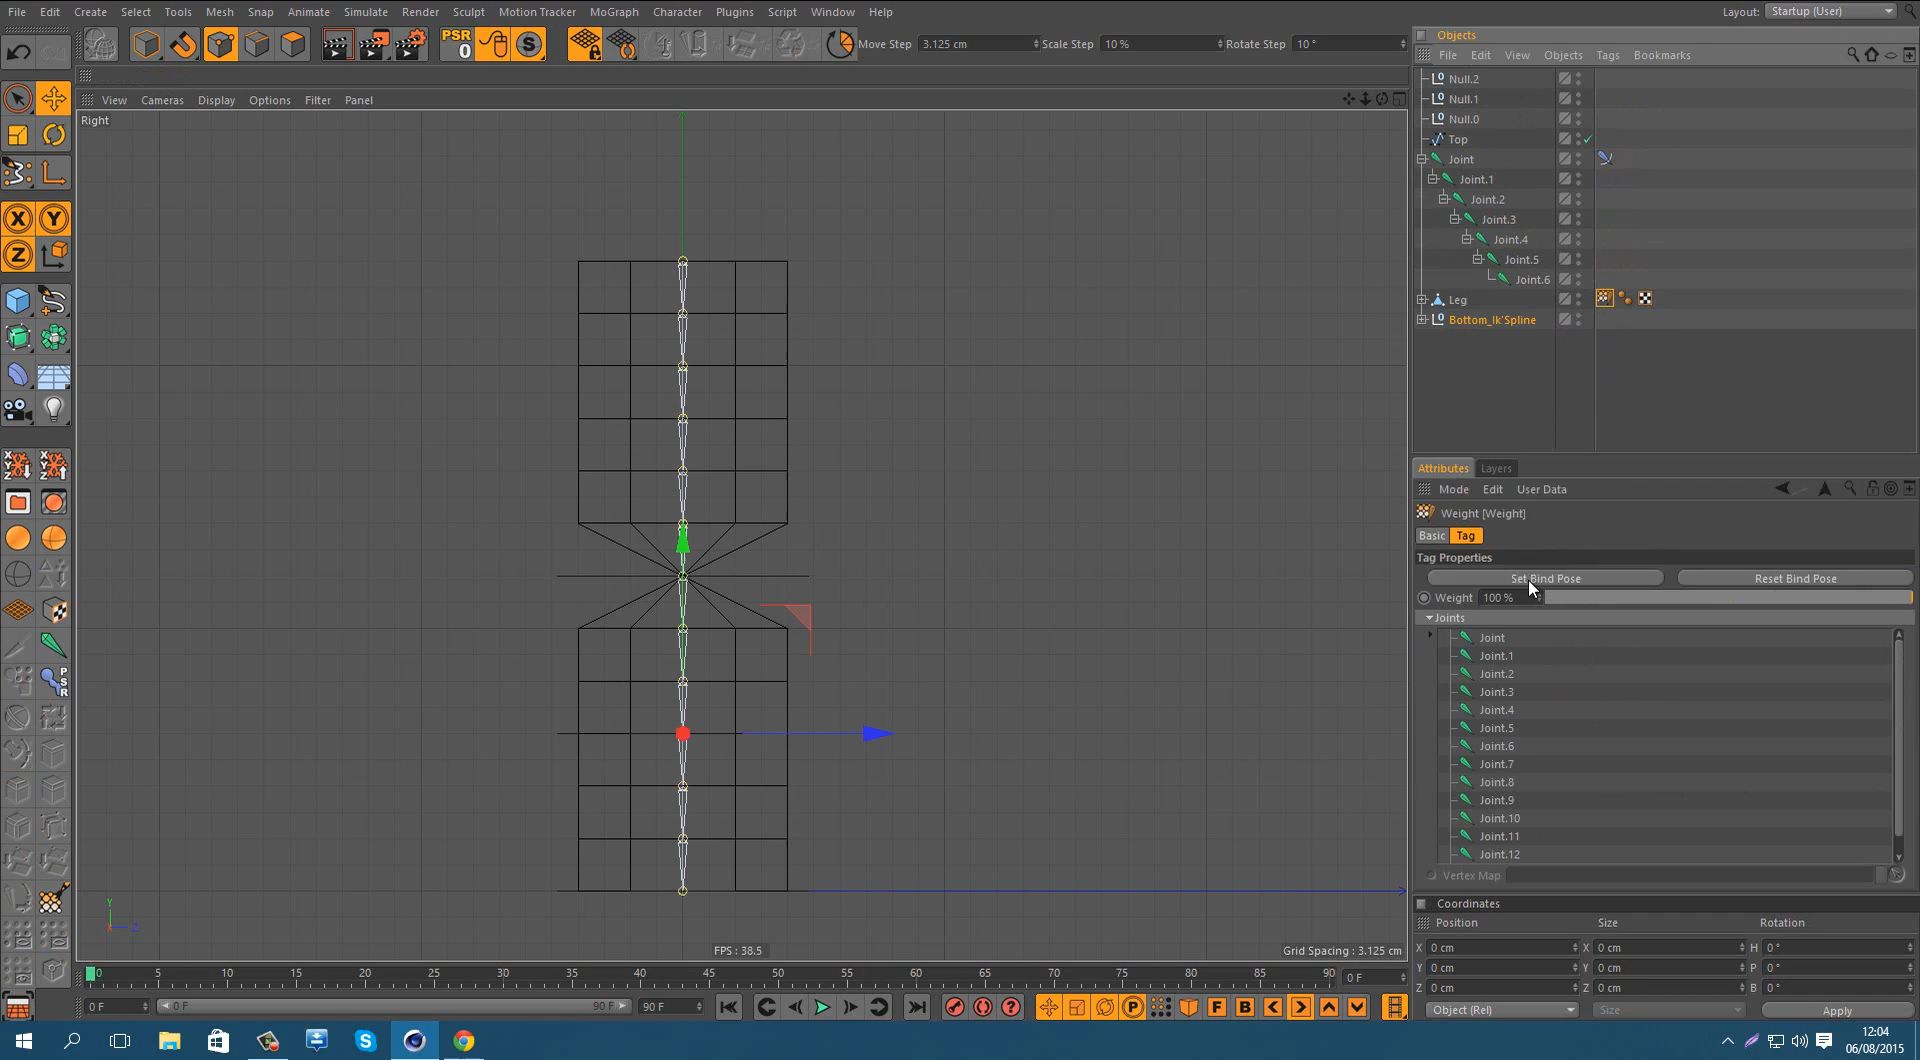 File Edit Create Select Tools Mesh Snap Animate Simulate Render Sculpt Motion Tracker MoGraph Character Plugins Script Window Help
Layout: Startup (User)
PSR
0
S
Move Step 3.125 cm Scale Step 10 % Rotate Step 10 °
Objects
File Edit View Objects Tags Bookmarks
View Cameras Display Options Filter Panel
Right
Null.2
Null.1
Null.0
Top
Joint
Joint.1
Joint.2
Joint.3
Joint.4
Joint.5
Joint.6
Leg
Bottom_Ik'Spline
X Y
Z
Attributes Layers
Mode Edit User Data
Weight [Weight]
Basic Tag
Tag Properties
Set Bind Pose Reset Bind Pose
Weight 100 %
Joints
Joint
Joint.1
Joint.2
Joint.3
Joint.4
Joint.5
Joint.6
Joint.7
Joint.8
Joint.9
Joint.10
Joint.11
Joint.12
Vertex Map
Y
Z
FPS : 38.5
Grid Spacing : 3.125 cm
Coordinates
Position Size Rotation
X 0 cm X 0 cm H 0 °
Y 0 cm Y 0 cm P 0 °
Z 0 cm Z 0 cm B 0 °
Object (Rel) Size Apply
0 5 10 15 20 25 30 35 40 45 50 55 60 65 70 75 80 85 90 0 F
0 F 0 F 90 F 90 F
P F B
12:04
06/08/2015